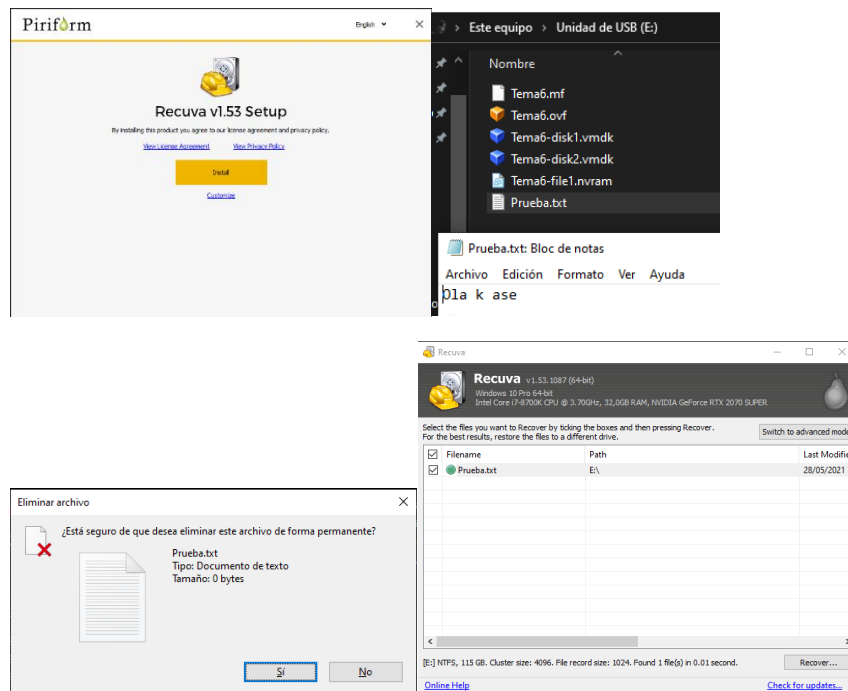 Pirifrm
English
Recuva v1.53 Setup
By installing this product you agree to our license agreement and privacy policy.
View License Agreement View Privacy Policy
Install
Customize
Este equipo > Unidad de USB (E:)
Nombre
Tema6.mf
Tema6.ovf
Tema6-disk1.vmdk
Tema6-disk2.vmdk
Tema6-file1.nvram
Prueba.txt
Prueba.txt: Bloc de notas
Archivo Edición Formato Ver Ayuda
Ola k ase
Eliminar archivo
¿Está seguro de que desea eliminar este archivo de forma permanente?
Prueba.txt
Tipo: Documento de texto
Tamaño: 0 bytes
Sí No
Recuva
Recuva v1.53.1087 (64-bit)
Windows 10 Pro 64-bit
Intel Core i7-8700K CPU @ 3.70GHz, 32,0GB RAM, NVIDIA GeForce RTX 2070 SUPER
Select the files you want to Recover by ticking the boxes and then pressing Recover.
For the best results, restore the files to a different drive.
Switch to advanced mode
Filename Path Last Modifie
Prueba.txt E:\ 28/05/2021
[E:] NTFS, 115 GB. Cluster size: 4096. File record size: 1024. Found 1 file(s) in 0.01 second.
Recover...
Online Help Check for updates...